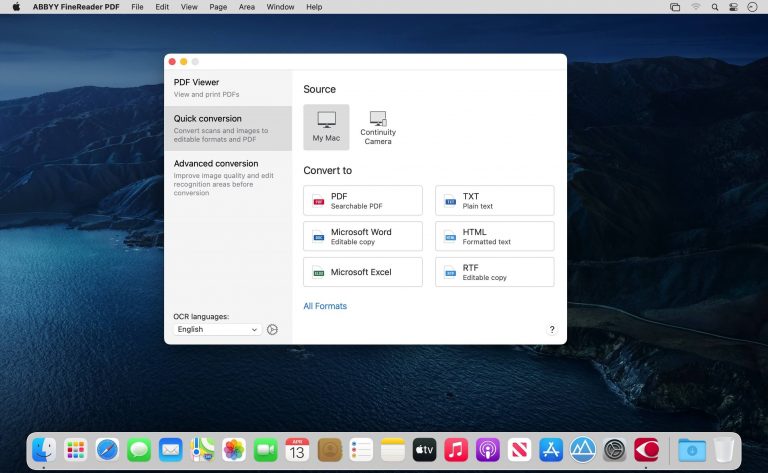 ABBYY FineReader PDF File Edit View Page Area Window Help
PDF Viewer
View and print PDFs
Quick conversion
Convert scans and images to
editable formats and PDF
Advanced conversion
Improve image quality and edit
recognition areas before
conversion
OCR languages:
English
Source
My Mac
Continuity
Camera
Convert to
PDF
Searchable PDF
TXT
Plain text
Microsoft Word
Editable copy
HTML
Formatted text
Microsoft Excel
RTF
Editable copy
All Formats
?
APR
13
tv